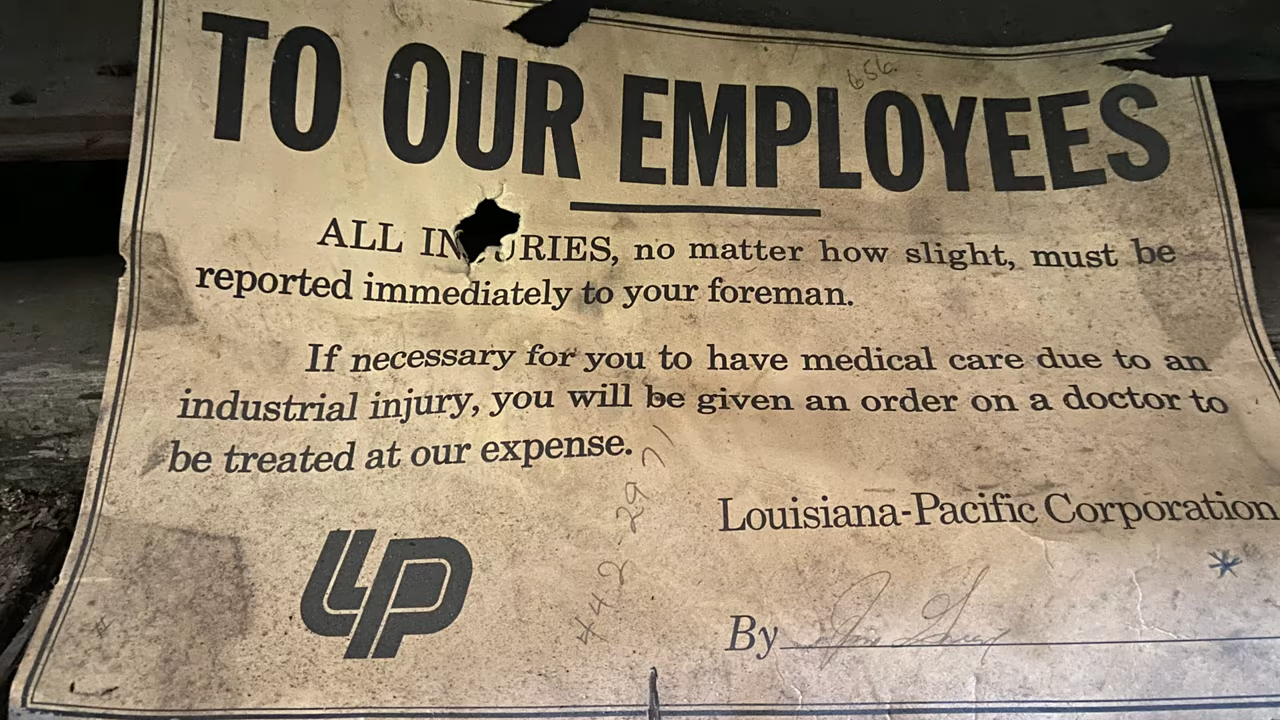 TO OUR EMPLOYEES
656.
ALL INJURIES, no matter how slight, must be
reported immediately to your foreman.
If necessary for you to have medical care due to an
industrial injury, you will be given an order on a doctor to
be treated at our expense.
LP
Louisiana-Pacific Corporation
*
By